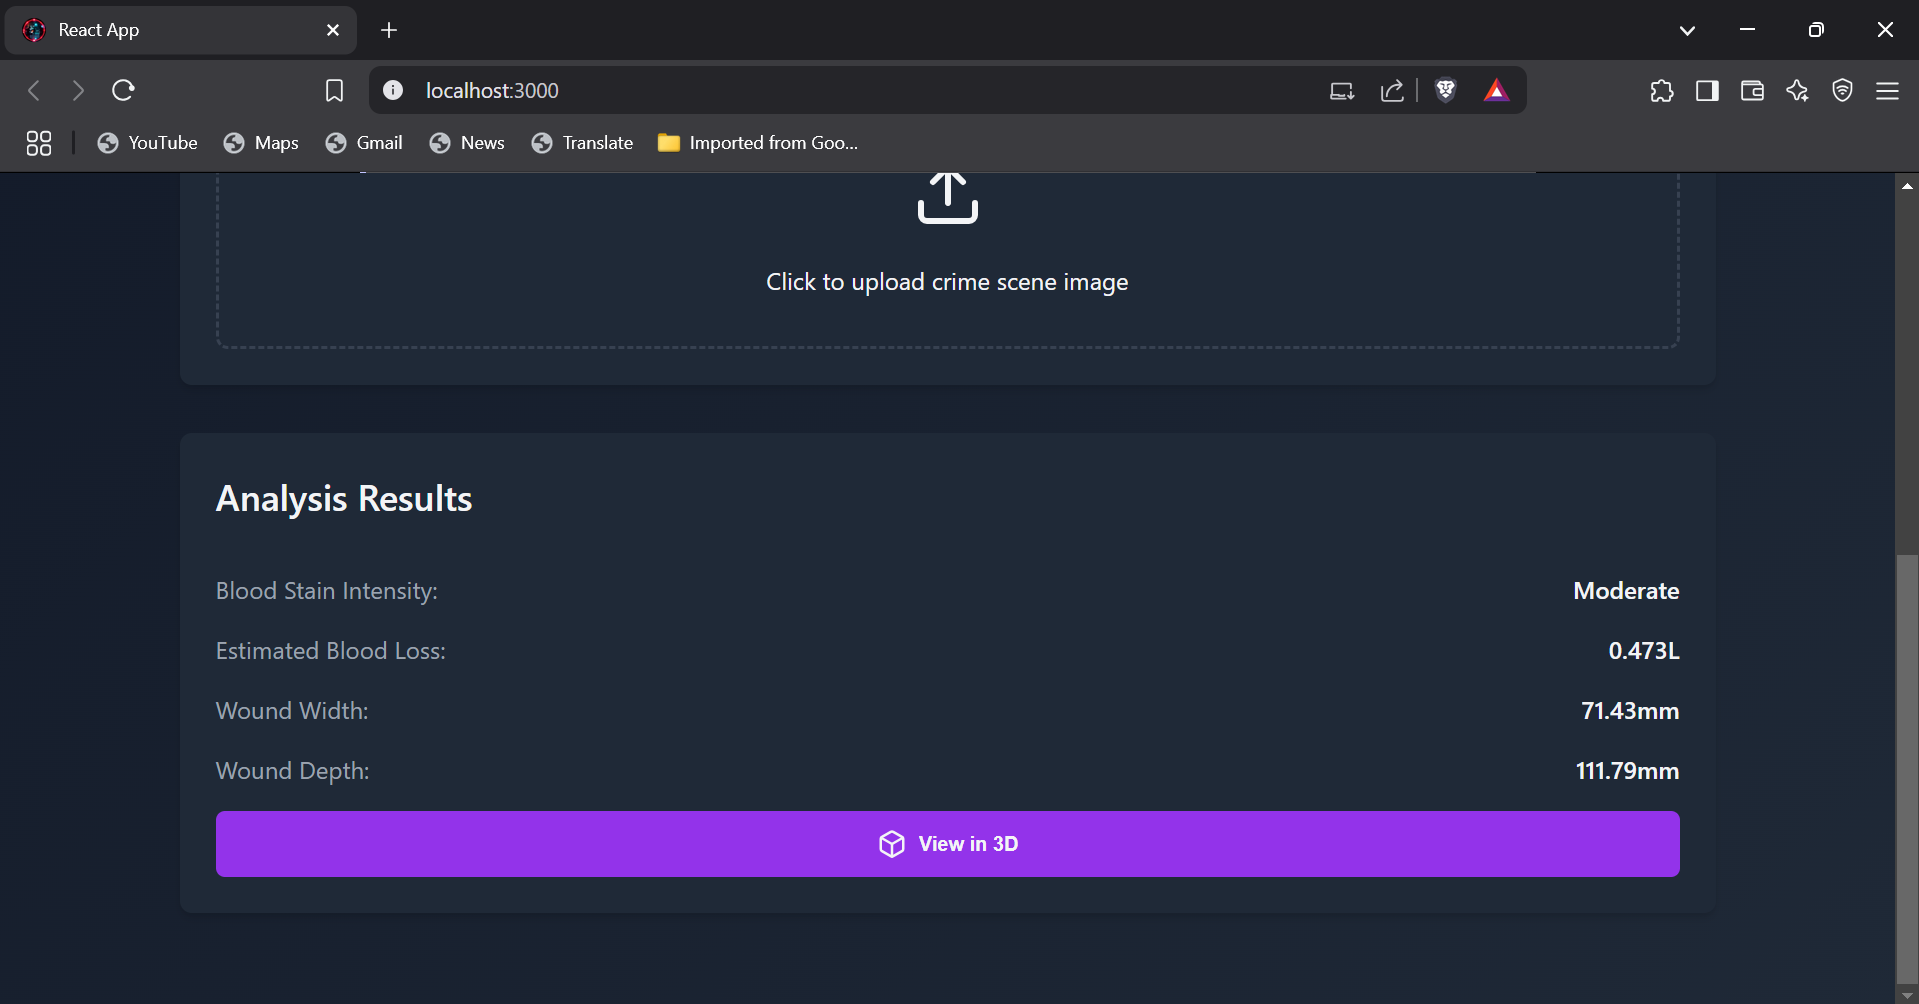 React App
localhost:3000
YouTube Maps Gmail News Translate Imported from Goo...
Click to upload crime scene image
Analysis Results
Blood Stain Intensity: Moderate
Estimated Blood Loss: 0.473L
Wound Width: 71.43mm
Wound Depth: 111.79mm
View in 3D